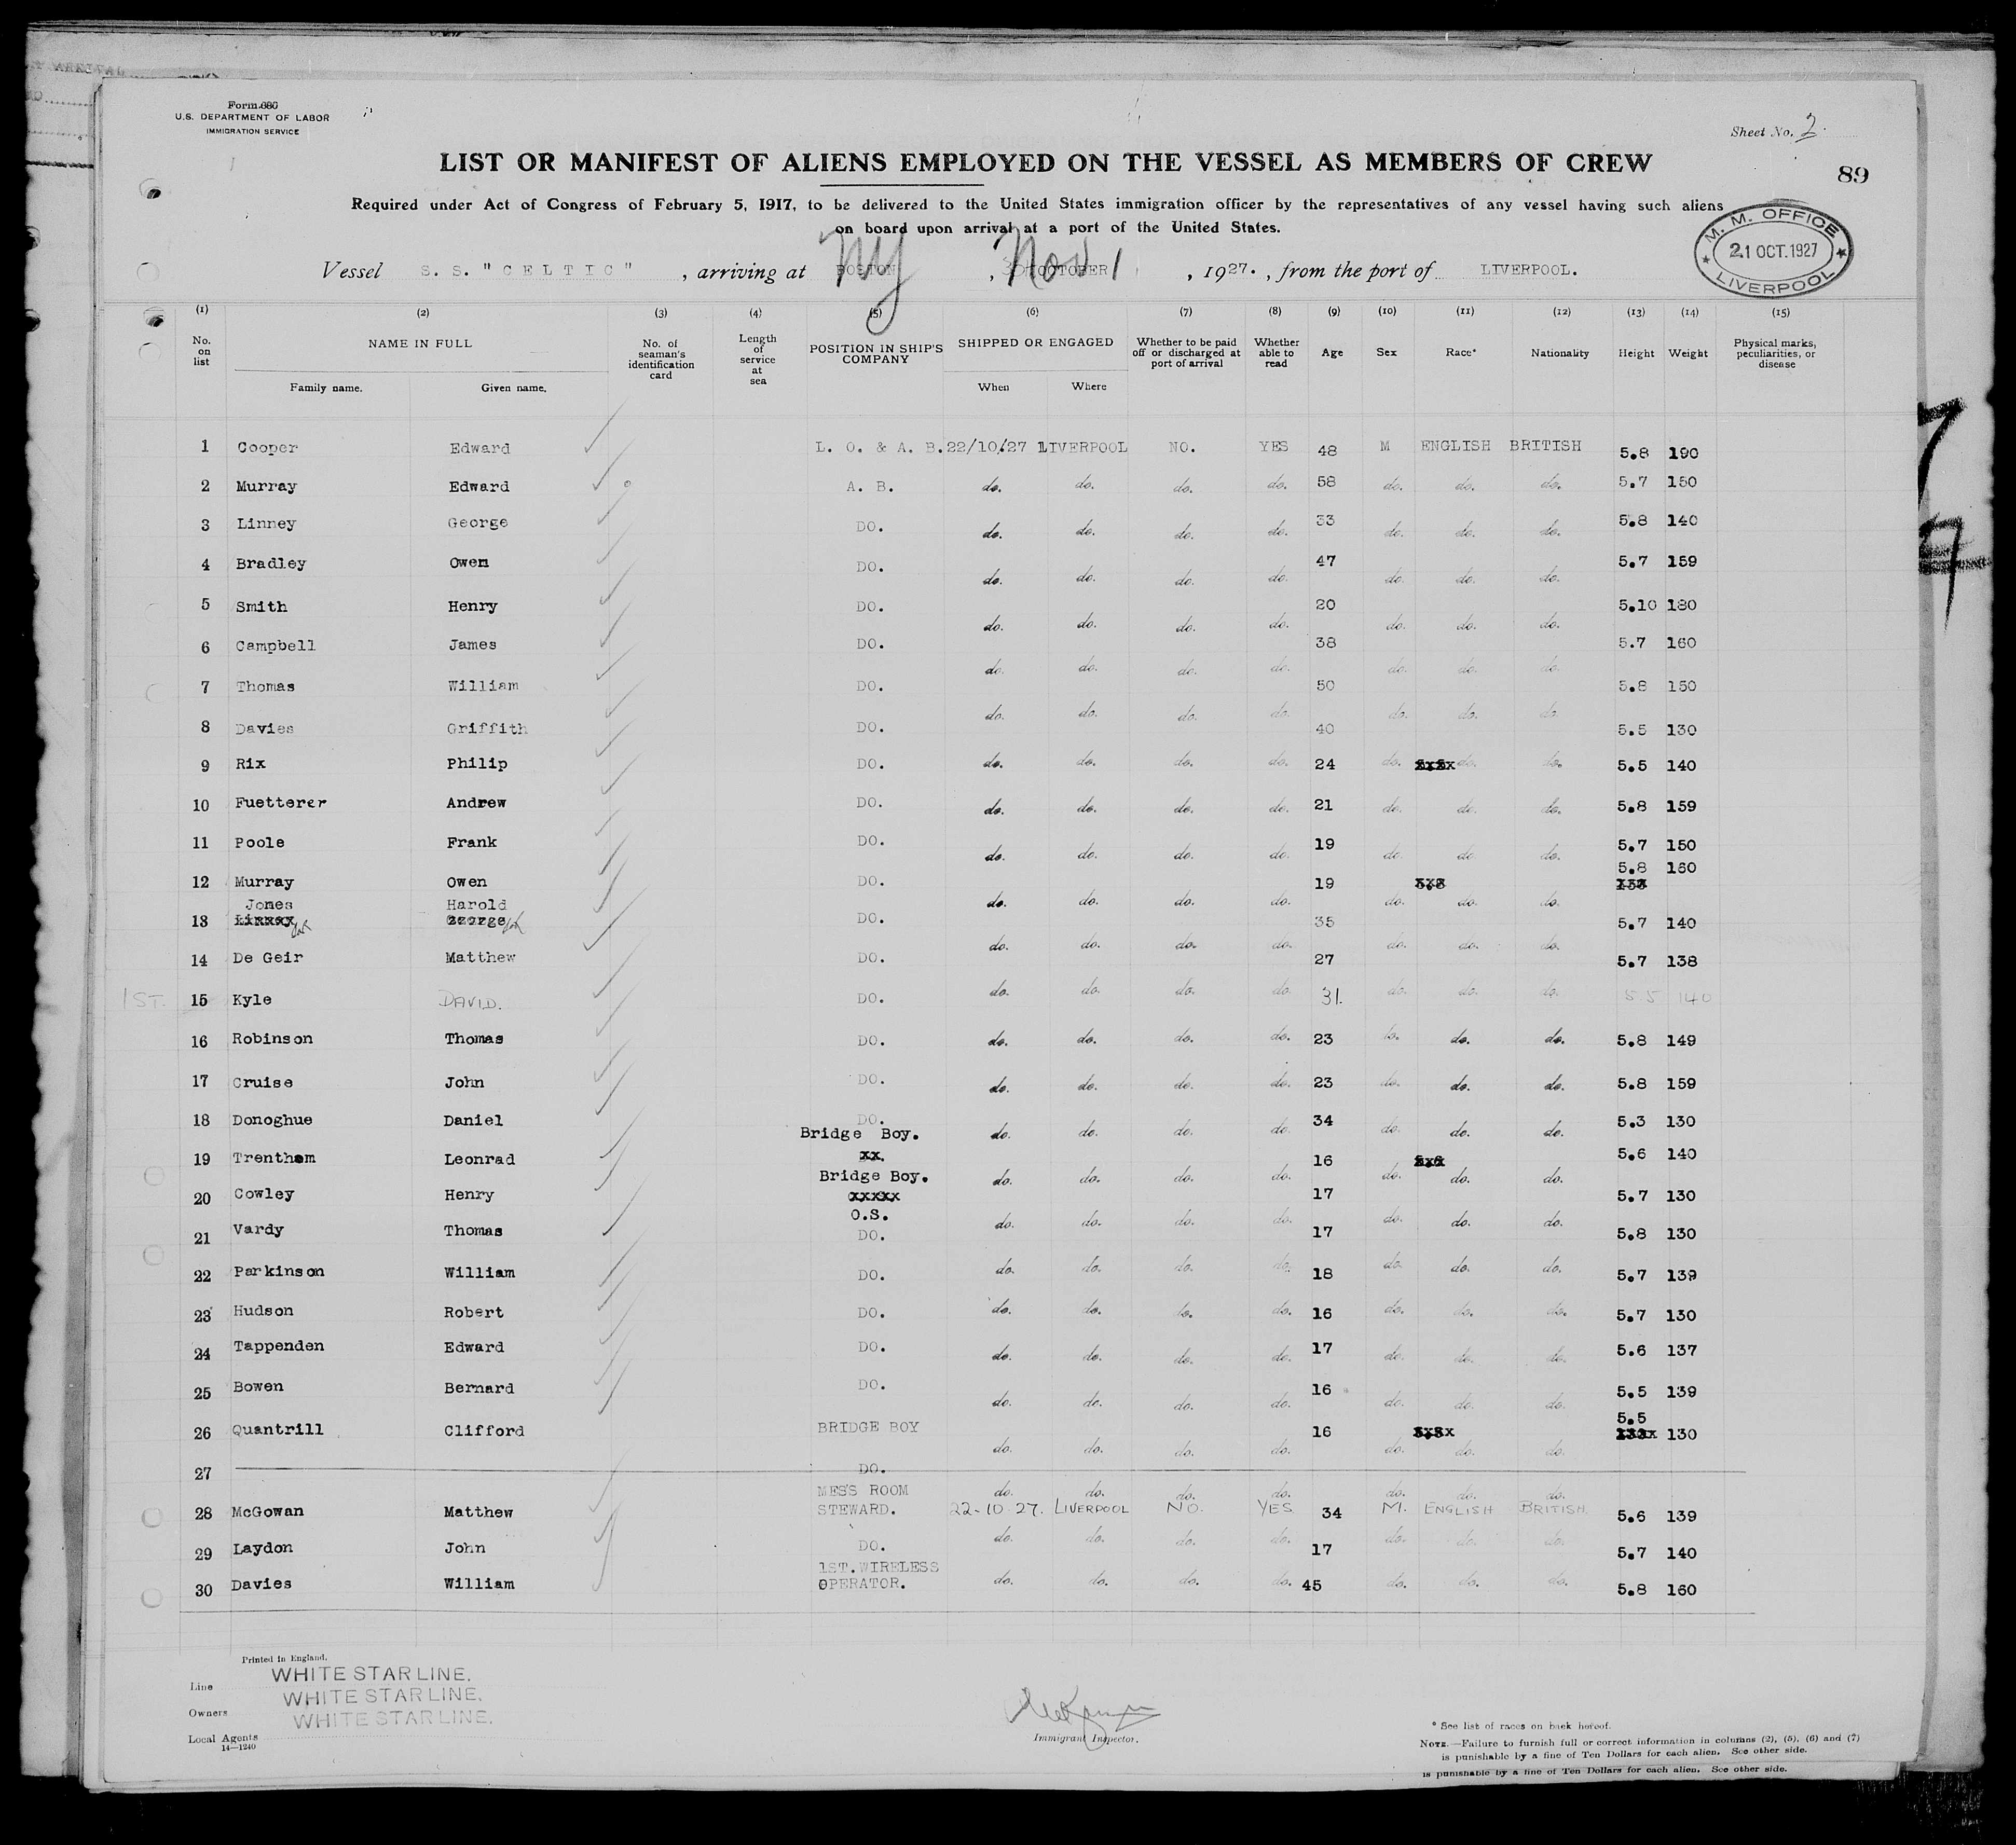 Form 680
U.S. DEPARTMENT OF LABOR
IMMIGRATION SERVICE
Sheet No. 2.
LIST OR MANIFEST OF ALIENS EMPLOYED ON THE VESSEL AS MEMBERS OF CREW
89
Required under Act of Congress of February 5, 1917, to be delivered to the United States immigration officer by the representatives of any vessel having such aliens
on board upon arrival at a port of the United States.
M. M. OFFICE
21 OCT. 1927
LIVERPOOL
Vessel S. S. "CELTIC", arriving at BOSTON NY, OCTOBER Nov 1, 1927., from the port of LIVERPOOL.
(1) (2) (3) (4) (5) (6) (7) (8) (9) (10) (11) (12) (13) (14) (15)
No. on list NAME IN FULL Family name. Given name. No. of seaman's identification card Length of service at sea POSITION IN SHIP'S COMPANY SHIPPED OR ENGAGED When Where Whether to be paid off or discharged at port of arrival Whether able to read Age Sex Race* Nationality Height Weight Physical marks, peculiarities, or disease
1 Cooper Edward L. O. & A. B. 22/10/27 LIVERPOOL NO. YES 48 M ENGLISH BRITISH 5.8 190
2 Murray Edward A. B. do. do. do. do. 58 do. do. do. 5.7 150
3 Linney George DO. do. do. do. do. 33 do. do. do. 5.8 140
4 Bradley Owen DO. do. do. do. do. 47 do. do. do. 5.7 159
5 Smith Henry DO. do. do. do. do. 20 do. do. do. 5.10 180
6 Campbell James DO. do. do. do. do. 38 do. do. do. 5.7 160
7 Thomas William DO. do. do. do. do. 50 do. do. do. 5.8 150
8 Davies Griffith DO. 40 5.5 130
9 Rix Philip DO. do. do. do. do. 24 do. do. do. 5.5 140
10 Fuetterer Andrew DO. do. do. do. do. 21 do. do. do. 5.8 159
11 Poole Frank DO. do. do. do. do. 19 do. do. do. 5.7 150
5.8 160
12 Murray Owen DO. do. do. do. do. 19 do. do. do.
Jones Harold
13 Linney George DO. do. do. do. do. 35 do. do. do. 5.7 140
14 De Geir Matthew DO. do. do. do. do. 27 do. do. do. 5.7 138
1ST. 15 Kyle DAVID. DO. 31. 5.5 140
16 Robinson Thomas DO. do. do. do. do. 23 do. do. do. 5.8 149
17 Cruise John DO. do. do. do. do. 23 do. do. do. 5.8 159
18 Donoghue Daniel DO. do. do. do. do. 34 do. do. do. 5.3 130
Bridge Boy.
19 Trentham Leonrad do. do. do. do. 16 do. do. do. 5.6 140
Bridge Boy.
20 Cowley Henry do. do. do. do. 17 do. do. do. 5.7 130
O.S.
21 Vardy Thomas DO. do. do. do. do. 17 do. do. do. 5.8 130
22 Parkinson William DO. 18 5.7 139
23 Hudson Robert DO. do. do. do. do. 16 do. do. do. 5.7 130
24 Tappenden Edward DO. do. do. do. do. 17 do. do. do. 5.6 137
25 Bowen Bernard DO. do. do. do. do. 16 do. do. do. 5.5 139
5.5
26 Quantrill Clifford BRIDGE BOY do. do. do. do. 16 do. do. do. 130
27 DO.
do. do. do. do. do. do. do.
28 McGowan Matthew MESS ROOM STEWARD. 22-10-27. LIVERPOOL NO. YES 34 M. ENGLISH BRITISH. 5.6 139
29 Laydon John DO. do. do. do. do. 17 do. do. do. 5.7 140
30 Davies William 1ST. WIRELESS OPERATOR. do. do. do. do. 45 do. do. do. 5.8 160
Printed in England.
Line WHITE STAR LINE.
Owners WHITE STAR LINE.
Local Agents WHITE STAR LINE.
14—1240
Immigrant Inspector.
* See list of races on back hereof.
NOTE.—Failure to furnish full or correct information in columns (2), (5), (6) and (7)
is punishable by a fine of Ten Dollars for each alien. See other side.
is punishable by a fine of Ten Dollars for each alien. See other side.